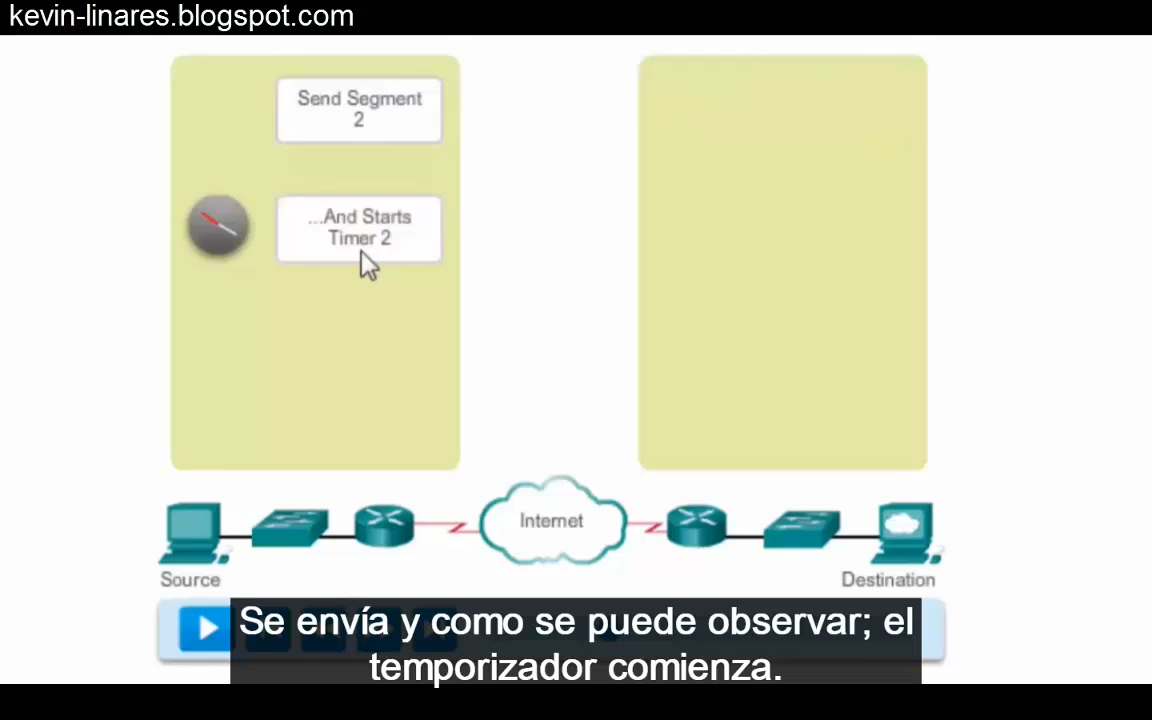 kevin-linares.blogspot.com
Send Segment
2
...And Starts
Timer 2
Internet
Source
Destination
Se envía y como se puede observar; el
temporizador comienza.